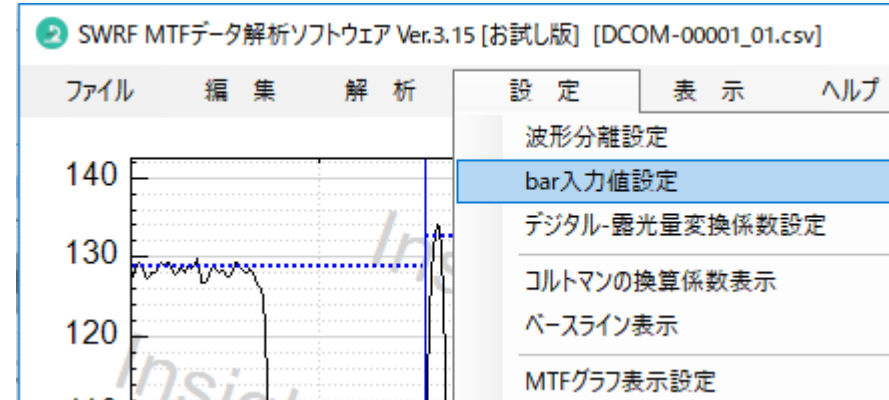 SWRF MTFデータ解析ソフトウェア Ver.3.15 [お試し版] [DCOM-00001_01.csv]
ファイル 編 集 解 析 設 定 表 示 ヘルプ
波形分離設定
bar入力値設定
デジタル-露光量変換係数設定
コルトマンの換算係数表示
ベースライン表示
MTFグラフ表示設定
140
130
120